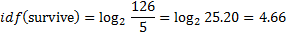 idf(survive) = log₂ 126/5 = log₂ 25.20 = 4.66